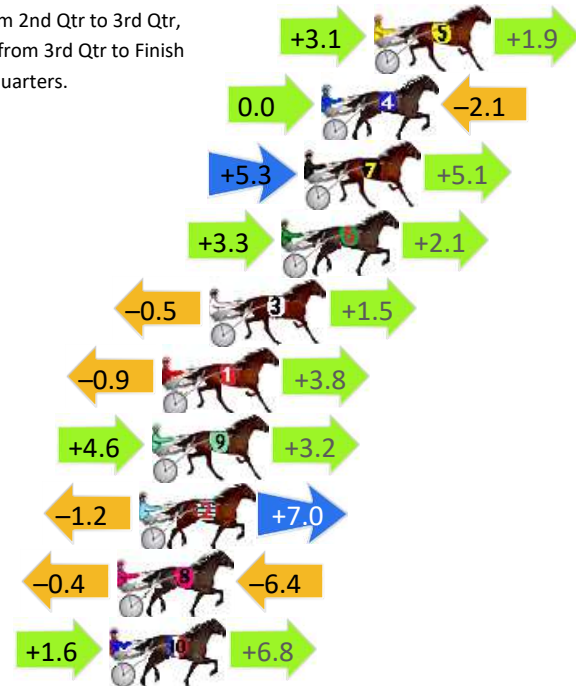 m 2nd Qtr to 3rd Qtr,
from 3rd Qtr to Finish
uarters.
+3.1 5 +1.9
0.0 4 –2.1
+5.3 7 +5.1
+3.3 6 +2.1
–0.5 3 +1.5
–0.9 1 +3.8
+4.6 9 +3.2
–1.2 2 +7.0
–0.4 8 –6.4
+1.6 10 +6.8